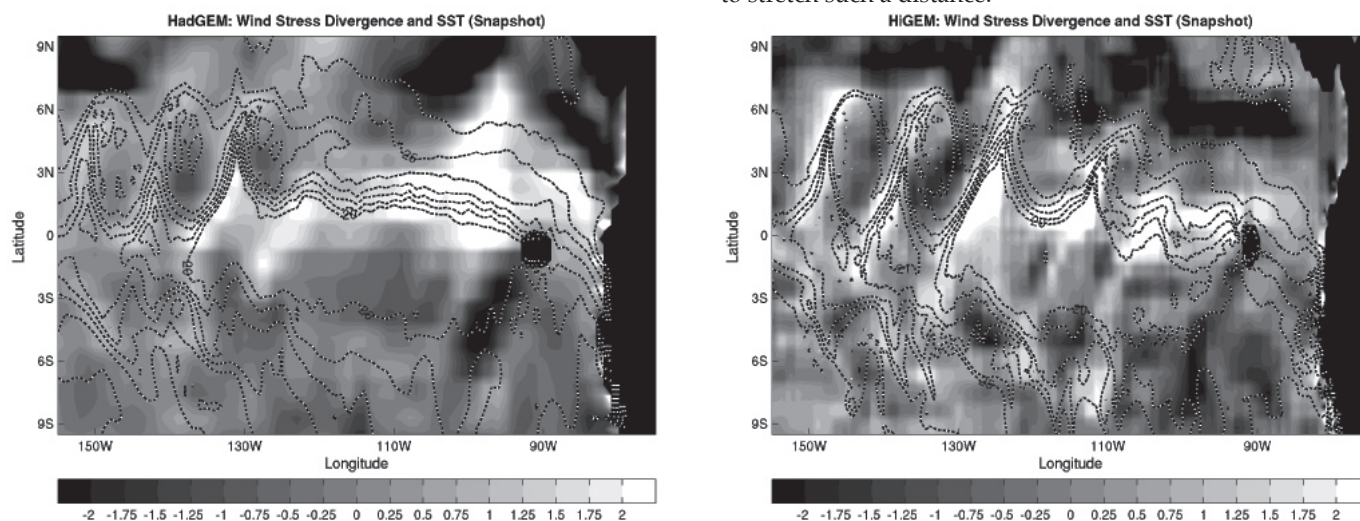 to stretch such a distance.
HadGEM: Wind Stress Divergence and SST (Snapshot)
9N
6N
3N
0
3S
6S
9S
Latitude
150W 130W 110W 90W
Longitude
-2 -1.75 -1.5 -1.25 -1 -0.75 -0.5 -0.25 0 0.25 0.5 0.75 1 1.25 1.5 1.75 2
HiGEM: Wind Stress Divergence and SST (Snapshot)
9N
6N
3N
0
3S
6S
9S
Latitude
150W 130W 110W 90W
Longitude
-2 -1.75 -1.5 -1.25 -1 -0.75 -0.5 -0.25 0 0.25 0.5 0.75 1 1.25 1.5 1.75 2